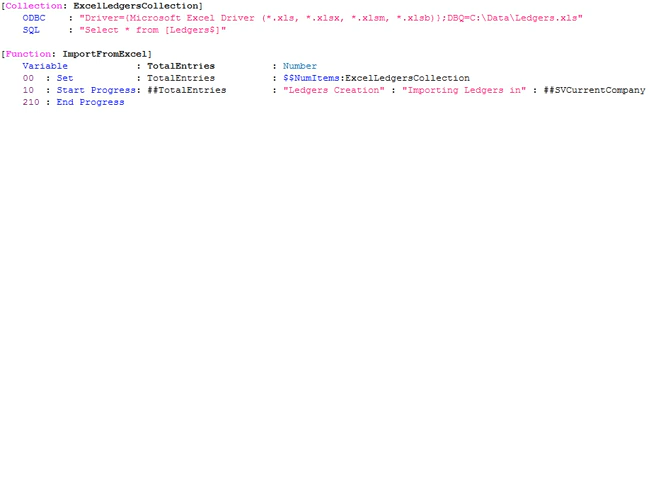 [Collection: ExcelLedgersCollection]
ODBC : "Driver={Microsoft Excel Driver (*.xls, *.xlsx, *.xlsm, *.xlsb)};DBQ=C:\Data\Ledgers.xls"
SQL : "Select * from [Ledgers$]"
[Function: ImportFromExcel]
Variable : TotalEntries : Number
00 : Set : TotalEntries : $$NumItems:ExcelLedgersCollection
10 : Start Progress: ##TotalEntries : "Ledgers Creation" : "Importing Ledgers in" : ##SVCurrentCompany
210 : End Progress